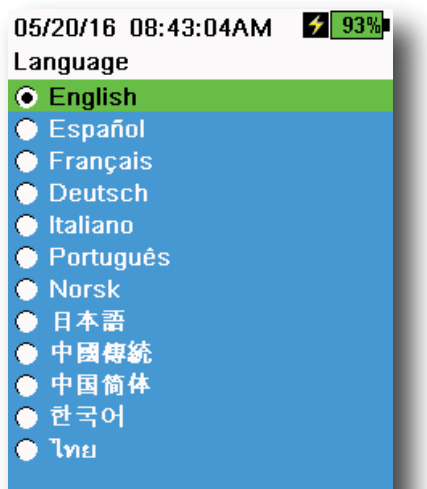 05/20/16 08:43:04AM 93%
Language
English
Español
Français
Deutsch
Italiano
Português
Norsk
日本語
中國傳統
中国简体
한국어
ไทย